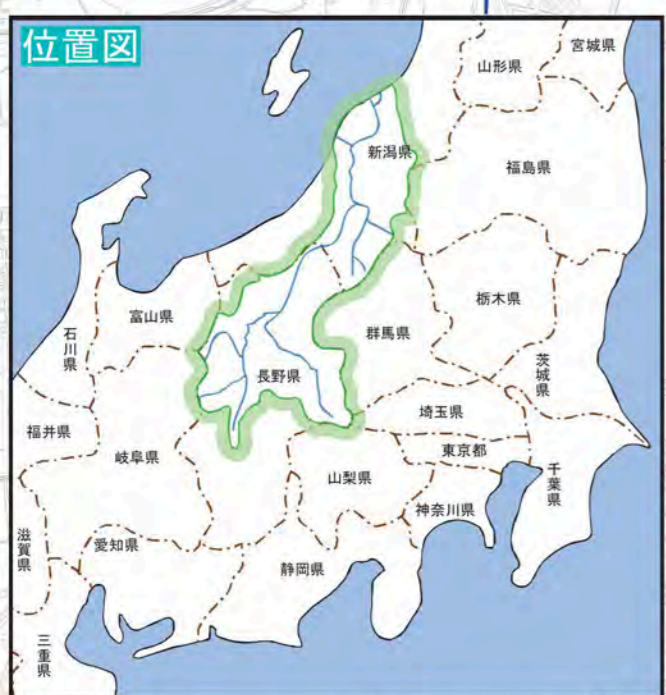 位置図
宮城県
山形県
新潟県
福島県
栃木県
富山県
群馬県
石川県
茨城県
長野県
埼玉県
福井県
岐阜県
東京都
山梨県
千葉県
神奈川県
滋賀県
愛知県
静岡県
三重県